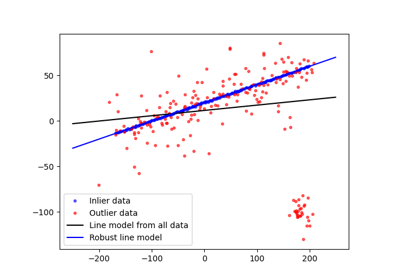 50
0
−50
−100
Inlier data
Outlier data
Line model from all data
Robust line model
−200
−100
0
100
200